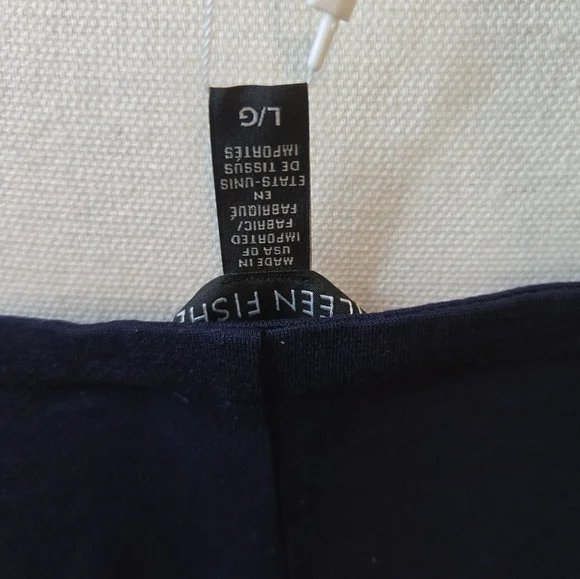 LEEN FISHE
MADE IN
USA OF
IMPORTED
FABRIC/
FABRIQUÉ
EN
ÉTATS-UNIS
DE TISSUS
IMPORTÉS
L/G